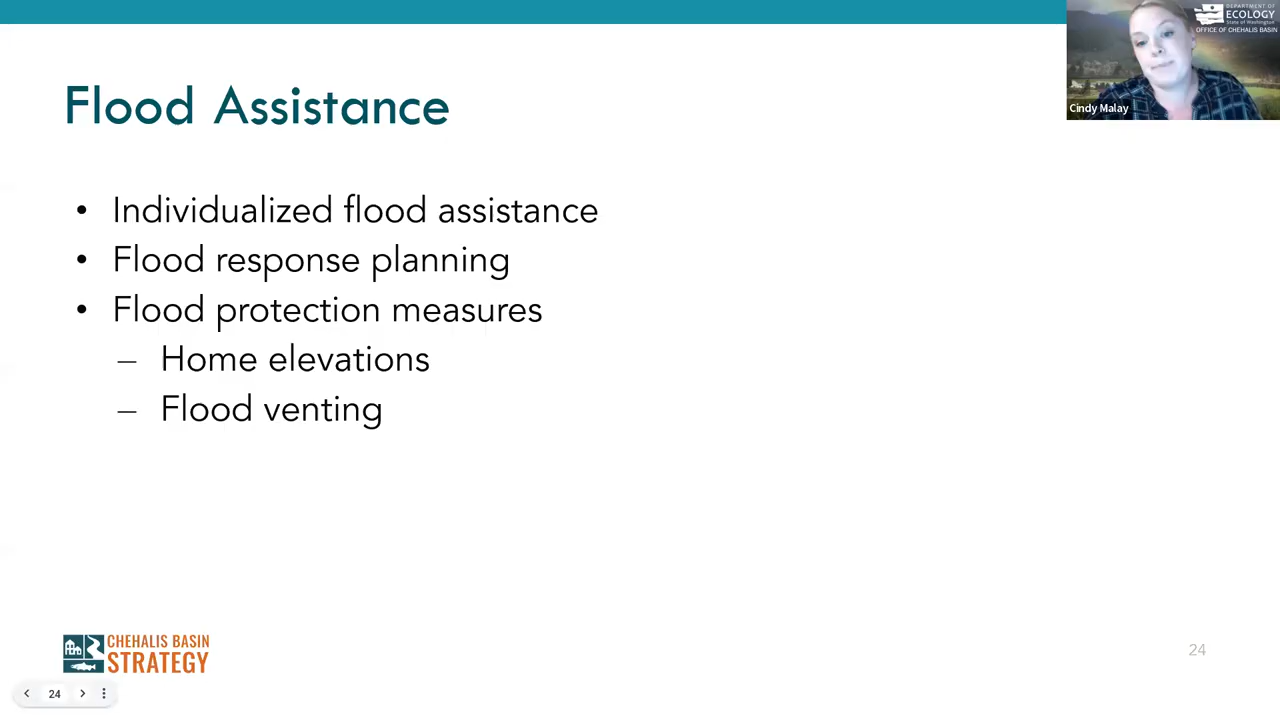 DEPARTMENT OF
ECOLOGY
State of Washington
OFFICE OF CHEHALIS BASIN
Cindy Malay
Flood Assistance
• Individualized flood assistance
• Flood response planning
• Flood protection measures
– Home elevations
– Flood venting
CHEHALIS BASIN
STRATEGY
24
24